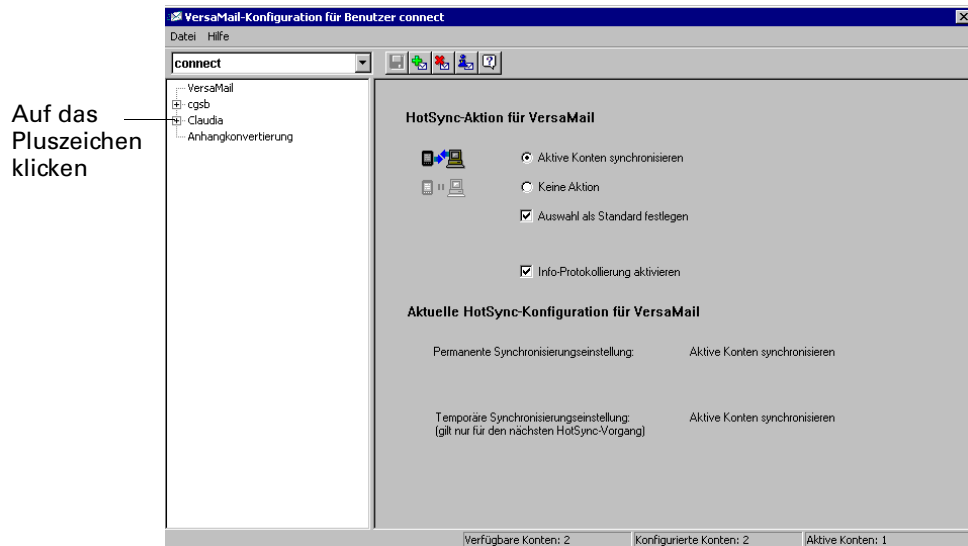 VersaMail-Konfiguration für Benutzer connect
Datei Hilfe
connect
VersaMail
cgsb
Claudia
Anhangkonvertierung
Auf das
Pluszeichen
klicken
HotSync-Aktion für VersaMail
Aktive Konten synchronisieren
Keine Aktion
Auswahl als Standard festlegen
Info-Protokollierung aktivieren
Aktuelle HotSync-Konfiguration für VersaMail
Permanente Synchronisierungseinstellung: Aktive Konten synchronisieren
Temporäre Synchronisierungseinstellung: Aktive Konten synchronisieren
(gilt nur für den nächsten HotSync-Vorgang)
Verfügbare Konten: 2 Konfigurierte Konten: 2 Aktive Konten: 1